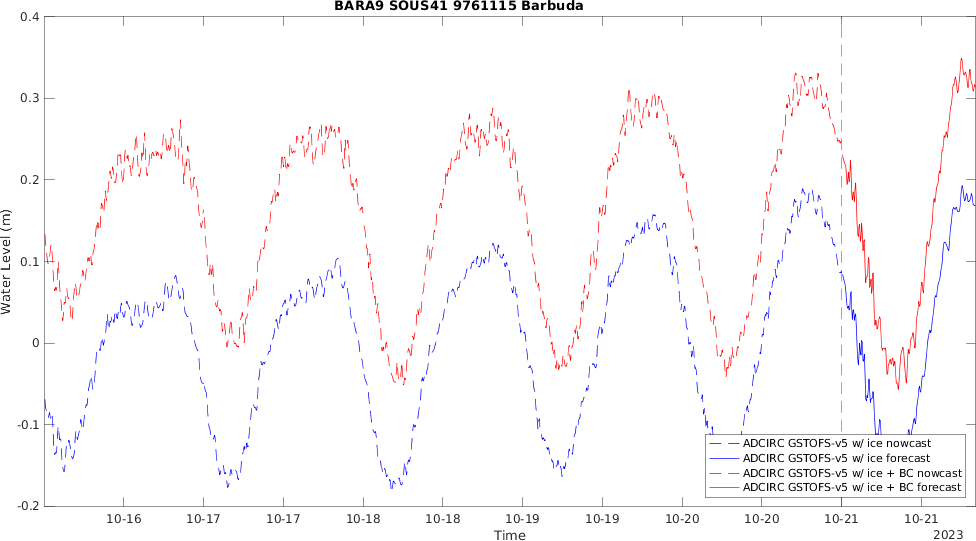 BARA9 SOUS41 9761115 Barbuda
0.4
0.3
0.2
0.1
0
-0.1
-0.2
Water Level (m)
ADCIRC GSTOFS-v5 w/ ice nowcast
ADCIRC GSTOFS-v5 w/ ice forecast
ADCIRC GSTOFS-v5 w/ ice + BC nowcast
ADCIRC GSTOFS-v5 w/ ice + BC forecast
10-16 10-17 10-17 10-18 10-18 10-19 10-19 10-20 10-20 10-21 10-21
Time
2023